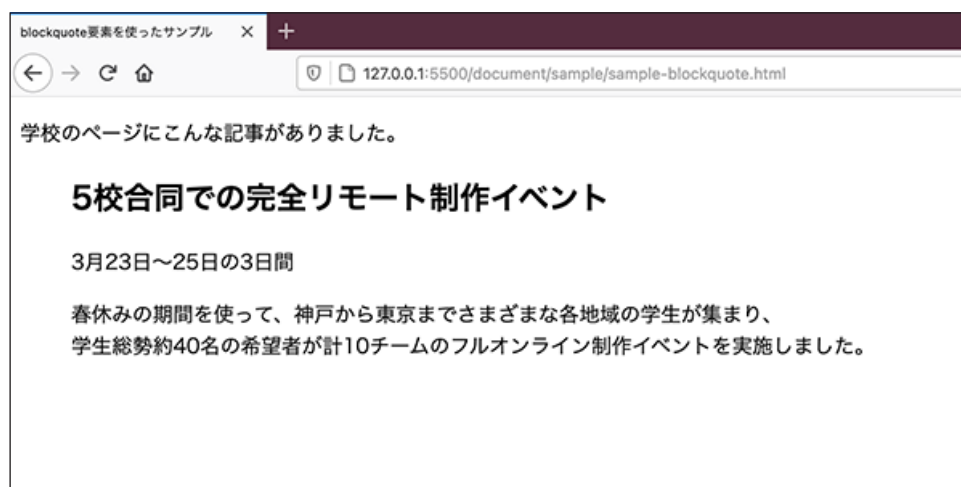 blockquote要素を使ったサンプル
127.0.0.1:5500/document/sample/sample-blockquote.html
学校のページにこんな記事がありました。
5校合同での完全リモート制作イベント
3月23日〜25日の3日間
春休みの期間を使って、神戸から東京までさまざまな各地域の学生が集まり、
学生総勢約40名の希望者が計10チームのフルオンライン制作イベントを実施しました。